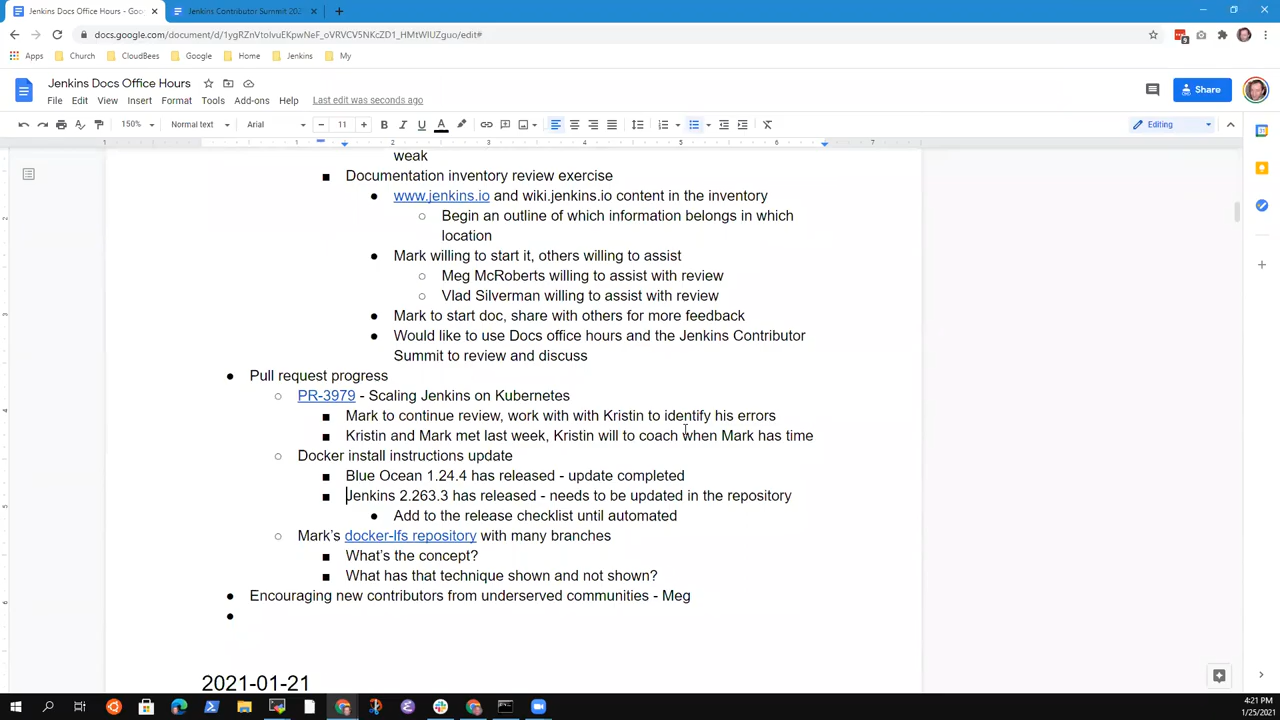 Jenkins Docs Office Hours - Goo
Jenkins Contributor Summit 202
docs.google.com/document/d/1ygRZnVtoIvuEKpwNeF_oVRVCV5NKcZD1_HMtWIUZguo/edit#
Apps Church CloudBees Google Home Jenkins My
Jenkins Docs Office Hours
File Edit View Insert Format Tools Add-ons Help Last edit was seconds ago
Share
150% Normal text Arial 11 Editing
1 1 2 3 4 5 6 7
weak
Documentation inventory review exercise
www.jenkins.io and wiki.jenkins.io content in the inventory
Begin an outline of which information belongs in which
location
Mark willing to start it, others willing to assist
Meg McRoberts willing to assist with review
Vlad Silverman willing to assist with review
Mark to start doc, share with others for more feedback
Would like to use Docs office hours and the Jenkins Contributor
Summit to review and discuss
Pull request progress
PR-3979 - Scaling Jenkins on Kubernetes
Mark to continue review, work with with Kristin to identify his errors
Kristin and Mark met last week, Kristin will to coach when Mark has time
Docker install instructions update
Blue Ocean 1.24.4 has released - update completed
Jenkins 2.263.3 has released - needs to be updated in the repository
Add to the release checklist until automated
Mark's docker-lfs repository with many branches
What's the concept?
What has that technique shown and not shown?
Encouraging new contributors from underserved communities - Meg
2021-01-21
4:21 PM
1/25/2021